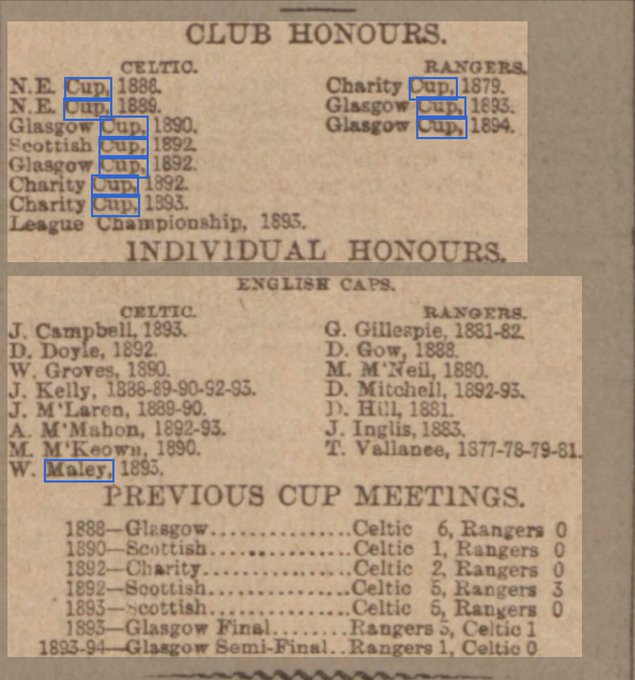 CLUB HONOURS.
CELTIC.
N.E. Cup, 1888.
N.E. Cup, 1889.
Glasgow Cup, 1890.
Scottish Cup, 1892.
Glasgow Cup, 1892.
Charity Cup, 1892.
Charity Cup, 1893.
League Championship, 1893.
RANGERS.
Charity Cup, 1879.
Glasgow Cup, 1893.
Glasgow Cup, 1894.
INDIVIDUAL HONOURS.
ENGLISH CAPS.
CELTIC.
J. Campbell, 1893.
D. Doyle, 1892.
W. Groves, 1890.
J. Kelly, 1888-89-90-92-93.
J. M'Laren, 1889-90.
A. M'Mahon, 1892-93.
M. M'Keown, 1890.
W. Maley, 1893.
RANGERS.
G. Gillespie, 1881-82.
D. Gow, 1888.
M. M'Neil, 1880.
D. Mitchell, 1892-93.
D. Hill, 1881.
J. Inglis, 1883.
T. Vallanee, 1877-78-79-81.
PREVIOUS CUP MEETINGS.
1888—Glasgow..............Celtic 6, Rangers 0
1890—Scottish..............Celtic 1, Rangers 0
1892—Charity..............Celtic 2, Rangers 0
1892—Scottish..............Celtic 5, Rangers 3
1893—Scottish..............Celtic 5, Rangers 0
1893—Glasgow Final........Rangers 3, Celtic 1
1893-94—Glasgow Semi-Final..Rangers 1, Celtic 0